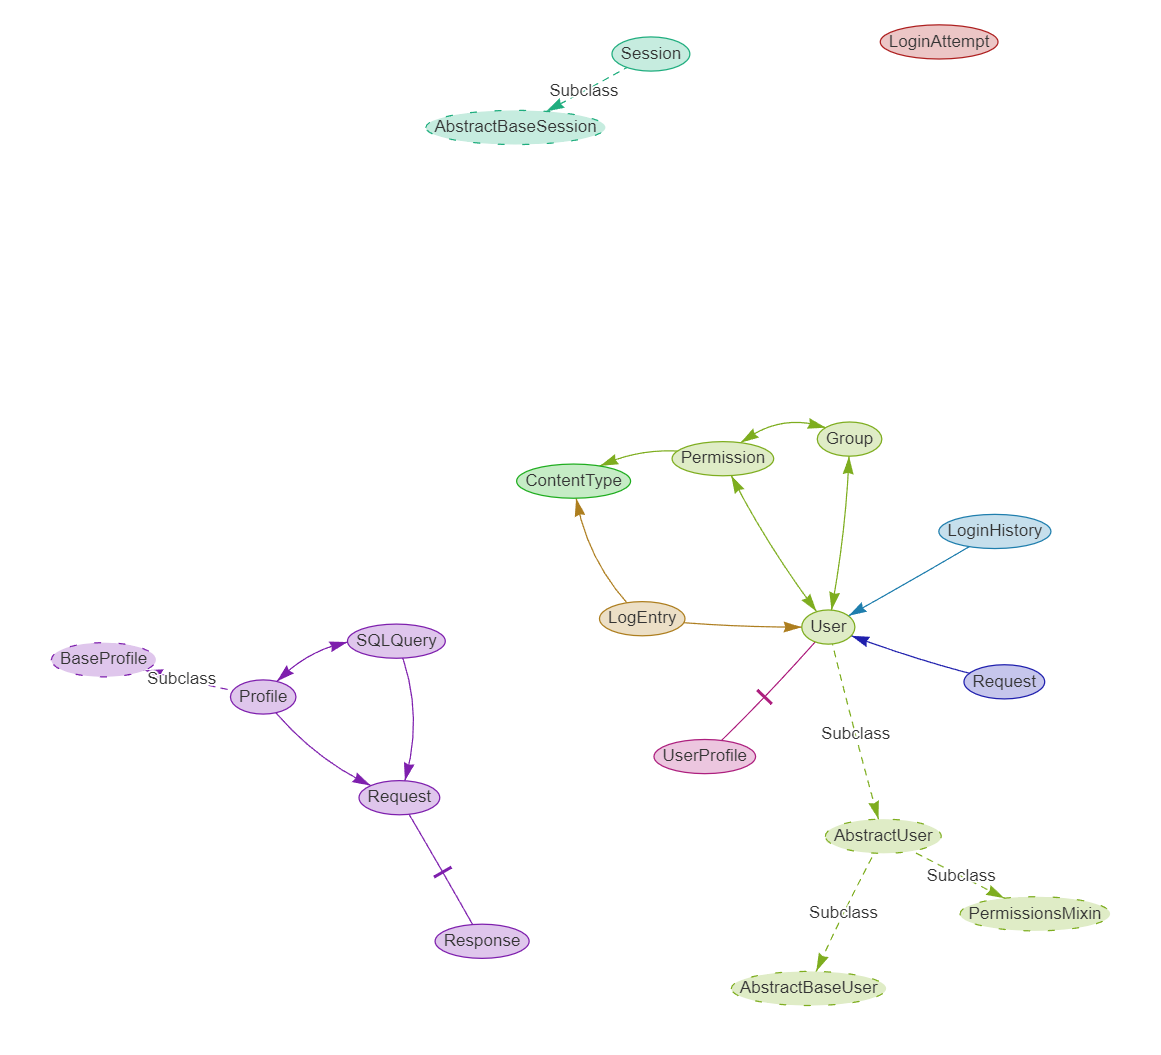 LoginAttempt
Session
Subclass
AbstractBaseSession
Group
Permission
ContentType
LoginHistory
LogEntry
User
SQLQuery
BaseProfile
Subclass
Request
Profile
Subclass
UserProfile
Request
AbstractUser
Subclass
Subclass
PermissionsMixin
Response
AbstractBaseUser